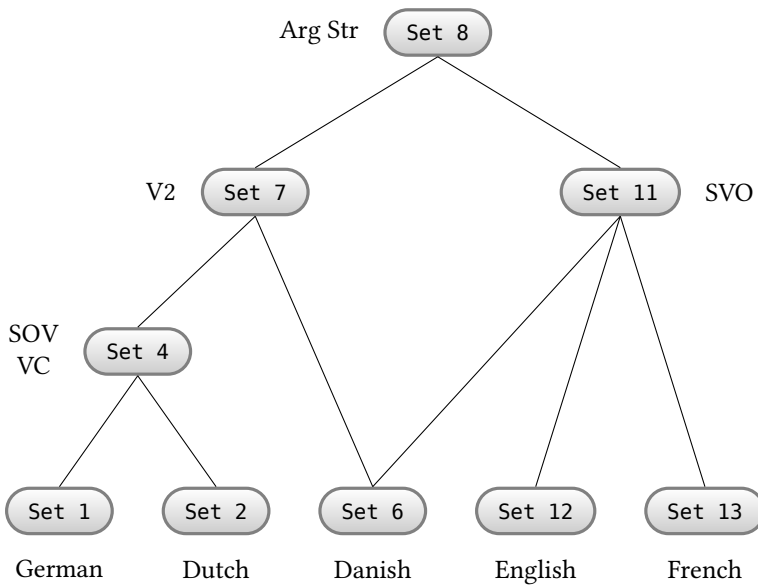 Arg Str Set 8
V2 Set 7 Set 11 SVO
SOV
VC
Set 4
Set 1 Set 2 Set 6 Set 12 Set 13
German Dutch Danish English French